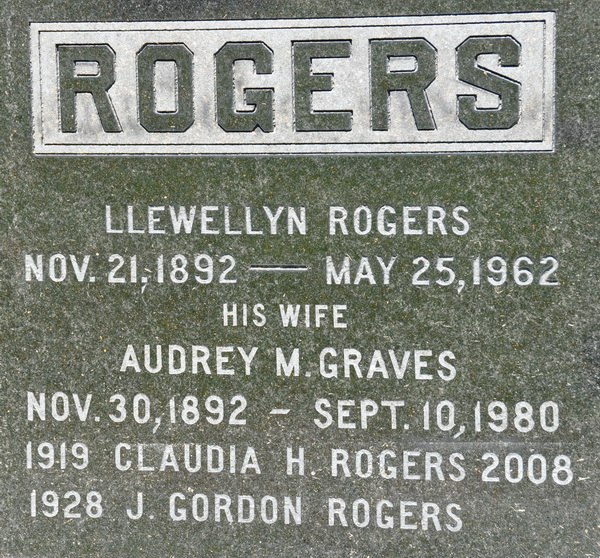 ROGERS
LLEWELLYN ROGERS
NOV. 21, 1892 — MAY 25, 1962
HIS WIFE
AUDREY M. GRAVES
NOV. 30, 1892 - SEPT. 10, 1980
1919 CLAUDIA H. ROGERS 2008
1928 J. GORDON ROGERS